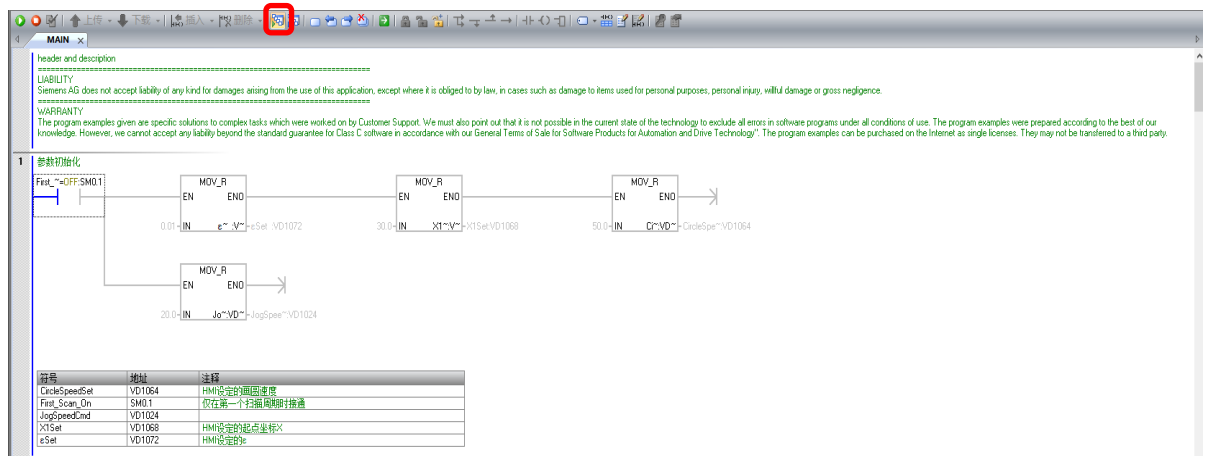 上传
下载
插入
删除
MAIN
header and description
================================================================================
LIABILITY
Siemens AG does not accept liability of any kind for damages arising from the use of this application, except where it is obliged to by law, in cases such as damage to items used for personal purposes, personal injury, willful damage or gross negligence.
================================================================================
WARRANTY
The program examples given are specific solutions to complex tasks which were worked on by Customer Support. We must also point out that it is not possible in the current state of the technology to exclude all errors in software programs under all conditions of use. The program examples were prepared according to the best of our
knowledge. However, we cannot accept any liability beyond the standard guarantee for Class C software in accordance with our General Terms of Sale for Software Products for Automation and Drive Technology". The program examples can be purchased on the Internet as single licenses. They may not be transferred to a third party.
1 参数初始化
First_~=OFF:SM0.1 MOV_R MOV_R MOV_R
EN ENO EN ENO EN ENO
0.01 IN ε~ :V~ εSet :VD1072 30.0 IN X1~:V~ X1Set:VD1068 50.0 IN Ci~:VD~ CircleSpe~:VD1064
MOV_R
EN ENO
20.0 IN Jo~:VD~ JogSpee~:VD1024
符号 地址 注释
CircleSpeedSet VD1064 HMI设定的画圆速度
First_Scan_On SM0.1 仅在第一个扫描周期时接通
JogSpeedCmd VD1024
X1Set VD1068 HMI设定的起点坐标X
εSet VD1072 HMI设定的ε